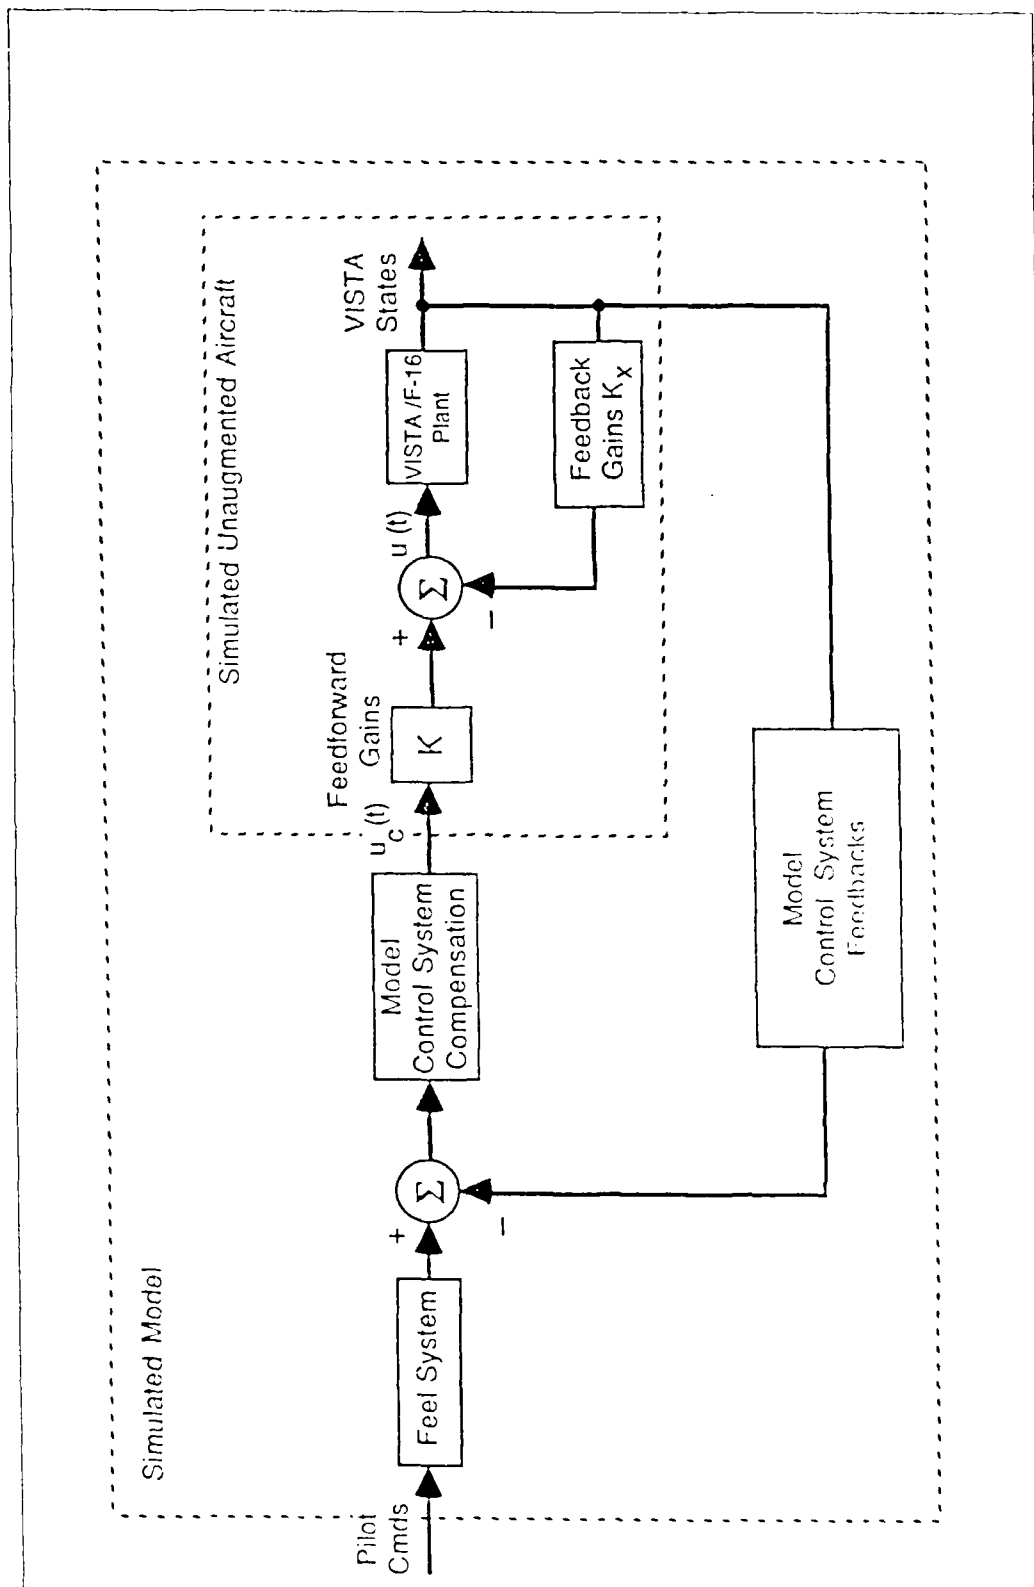 Simulated Model
Simulated Unaugmented Aircraft
Pilot
Cmds
Feel System
+
Σ
−
Model
Control System
Compensation
u_c(t)
Feedforward
Gains
K
+
Σ
−
u (t)
VISTA/F-16
Plant
VISTA
States
Feedback
Gains K_x
Model
Control System
Feedbacks